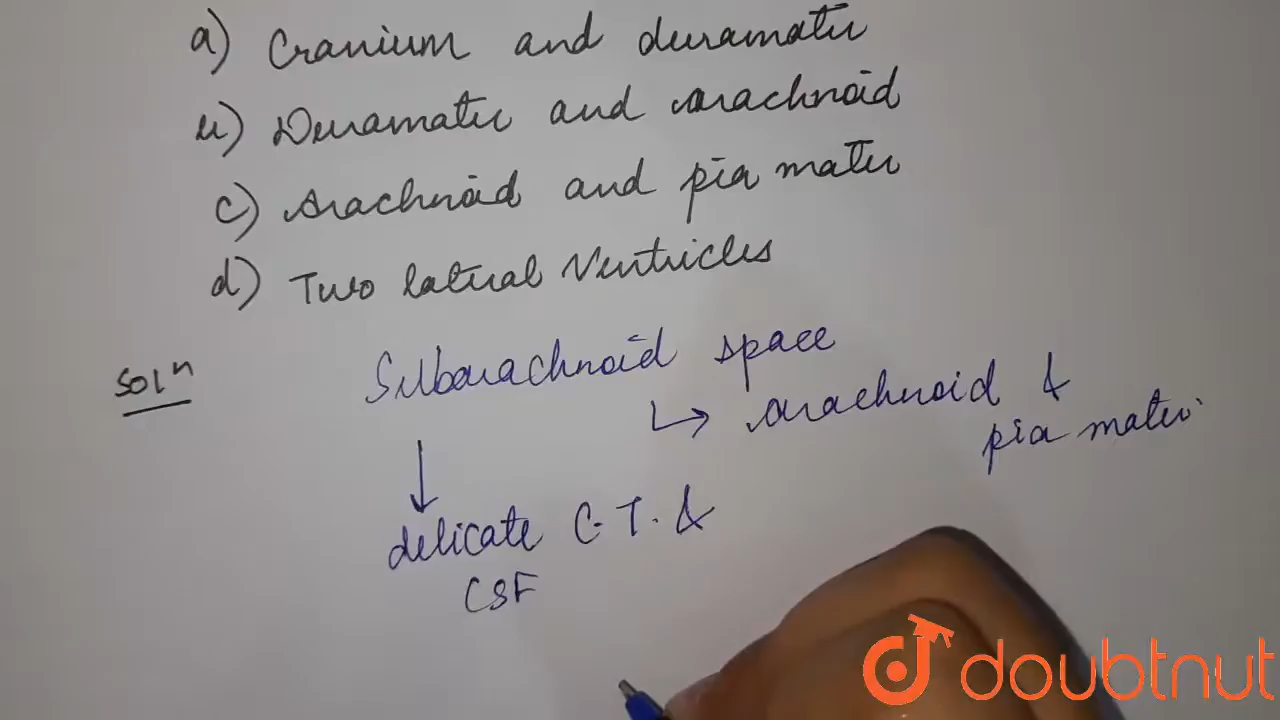 a) Cranium and duramater
b) Duramater and arachnoid
c) Arachnoid and pia mater
d) Two lateral Ventricles
Solⁿ
Subarachnoid space
↳ arachnoid &
pia mater
↓
delicate C.T. &
CSF
doubtnut